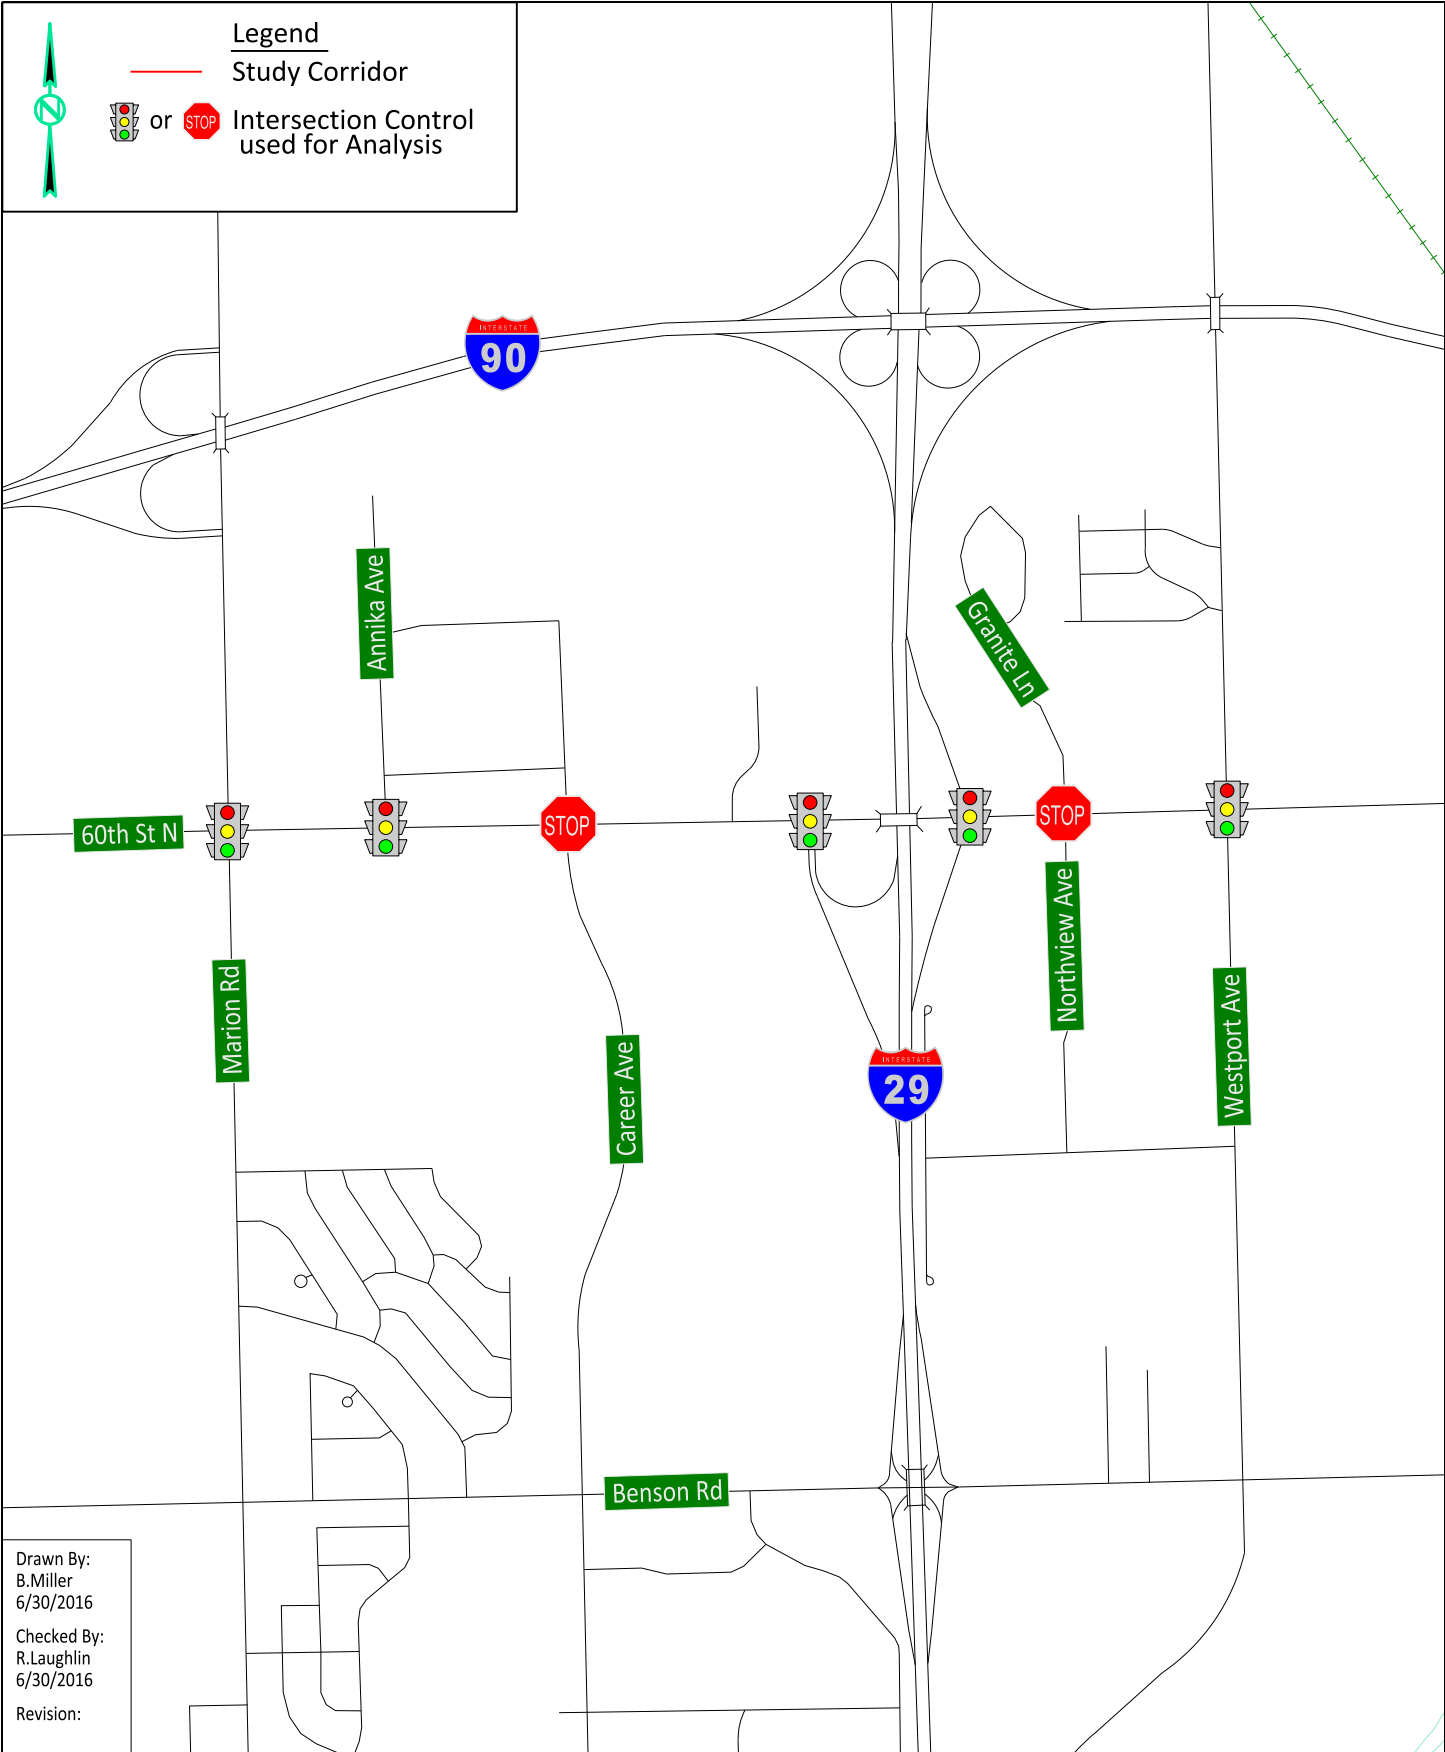 Legend
Study Corridor
N
or STOP Intersection Control
used for Analysis
INTERSTATE
90
Annika Ave
Granite Ln
60th St N
STOP
STOP
Marion Rd
Career Ave
Northview Ave
Westport Ave
INTERSTATE
29
Benson Rd
Drawn By:
B.Miller
6/30/2016
Checked By:
R.Laughlin
6/30/2016
Revision: